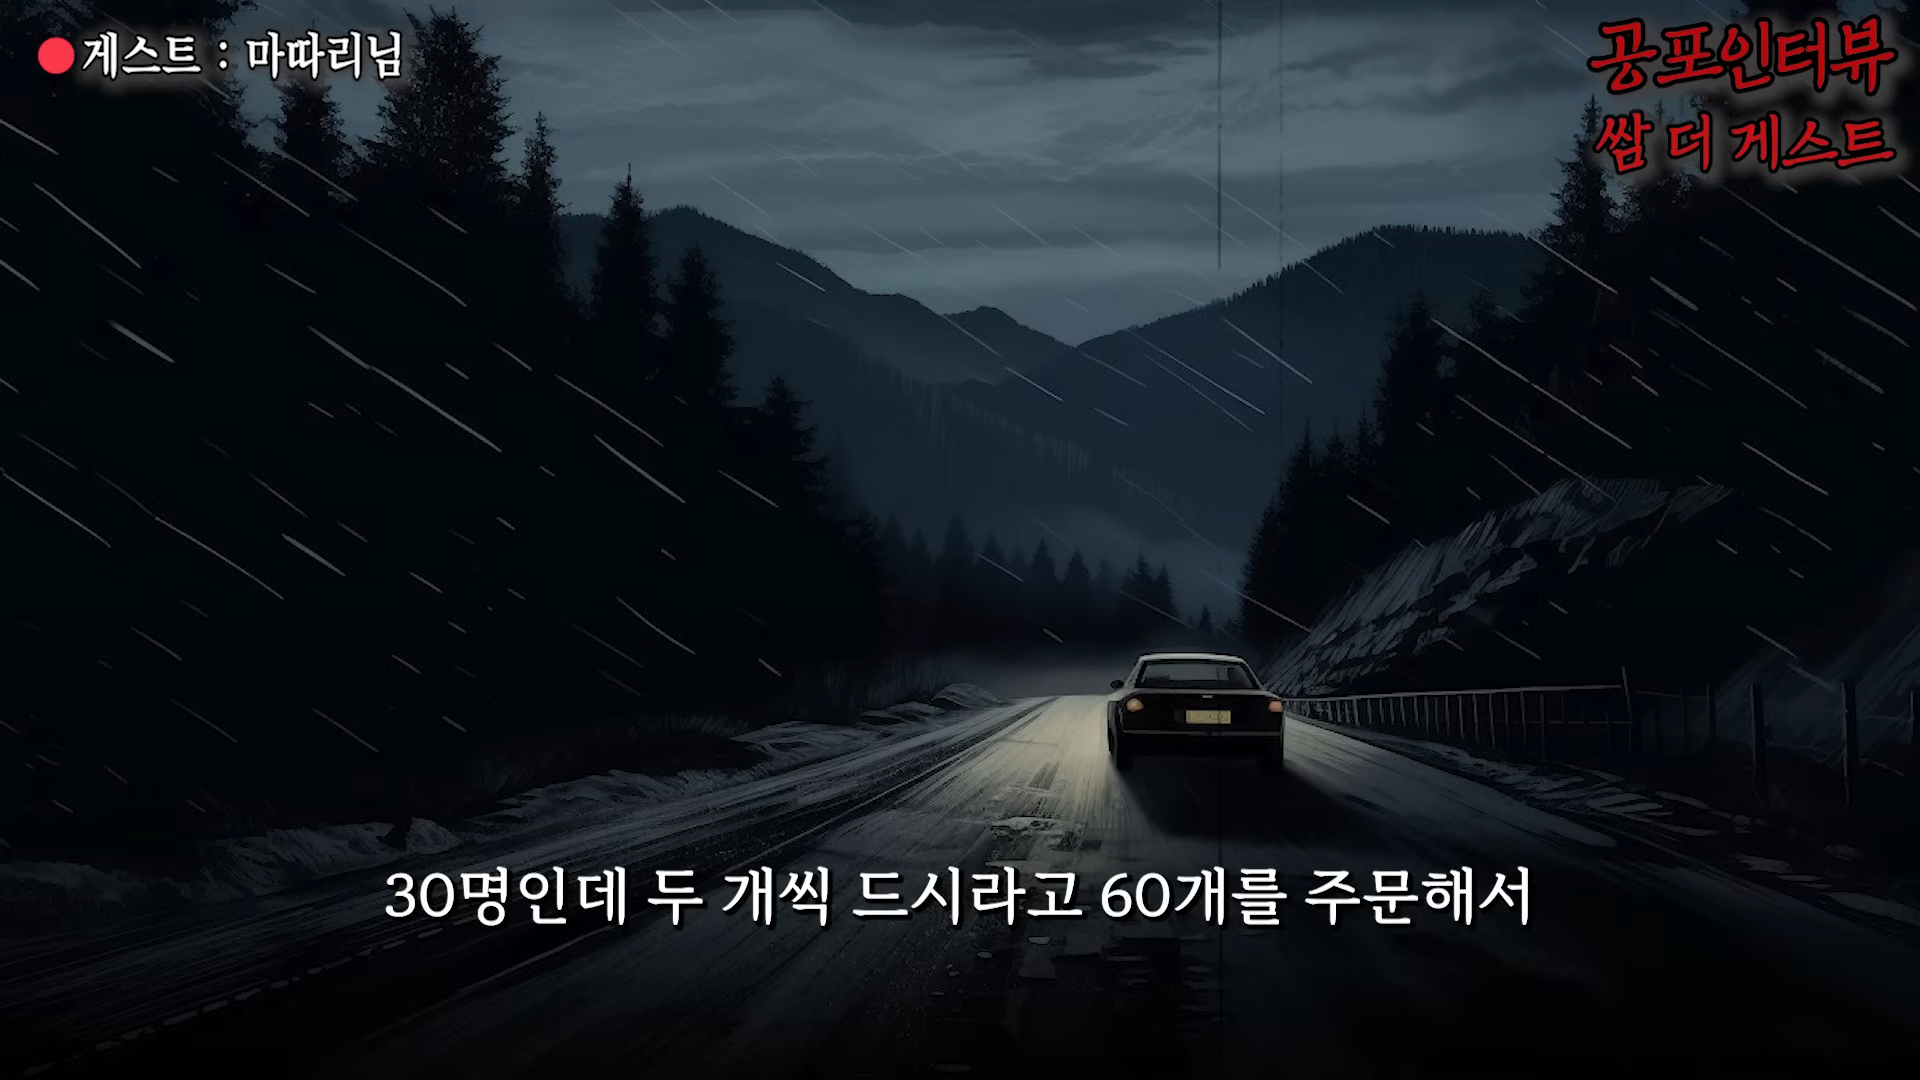 게스트 : 마따리님
공포인터뷰
쌈 더 게스트
30명인데 두 개씩 드시라고 60개를 주문해서